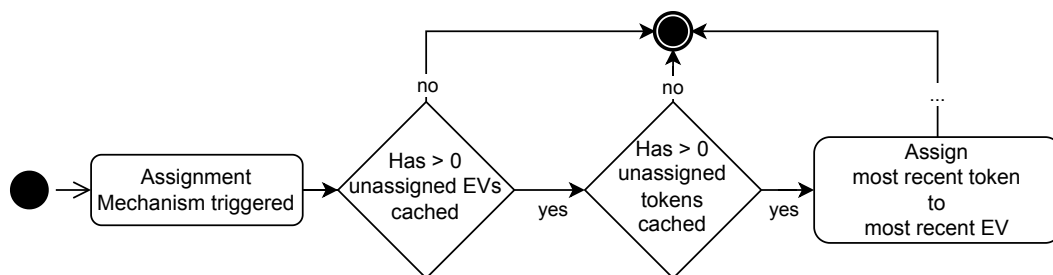 Assignment
Mechanism triggered
no
Has > 0
unassigned EVs
cached
yes
no
Has > 0
unassigned
tokens
cached
yes
...
Assign
most recent token
to
most recent EV